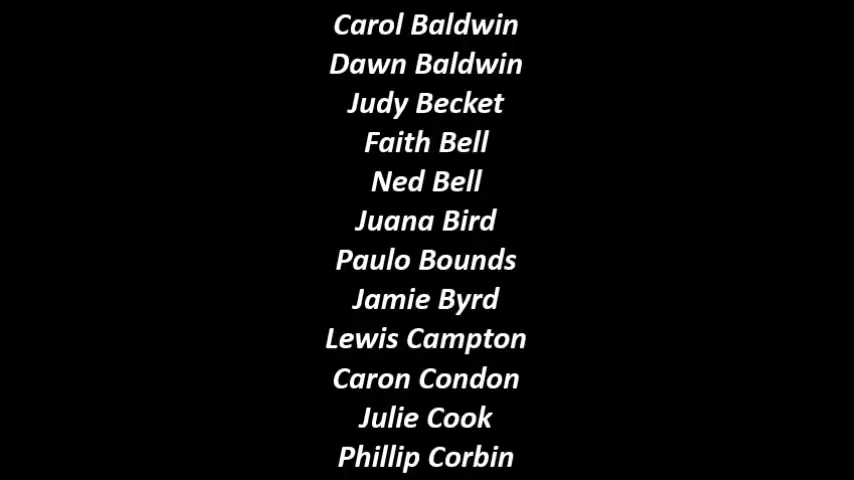 Carol Baldwin
Dawn Baldwin
Judy Becket
Faith Bell
Ned Bell
Juana Bird
Paulo Bounds
Jamie Byrd
Lewis Campton
Caron Condon
Julie Cook
Phillip Corbin